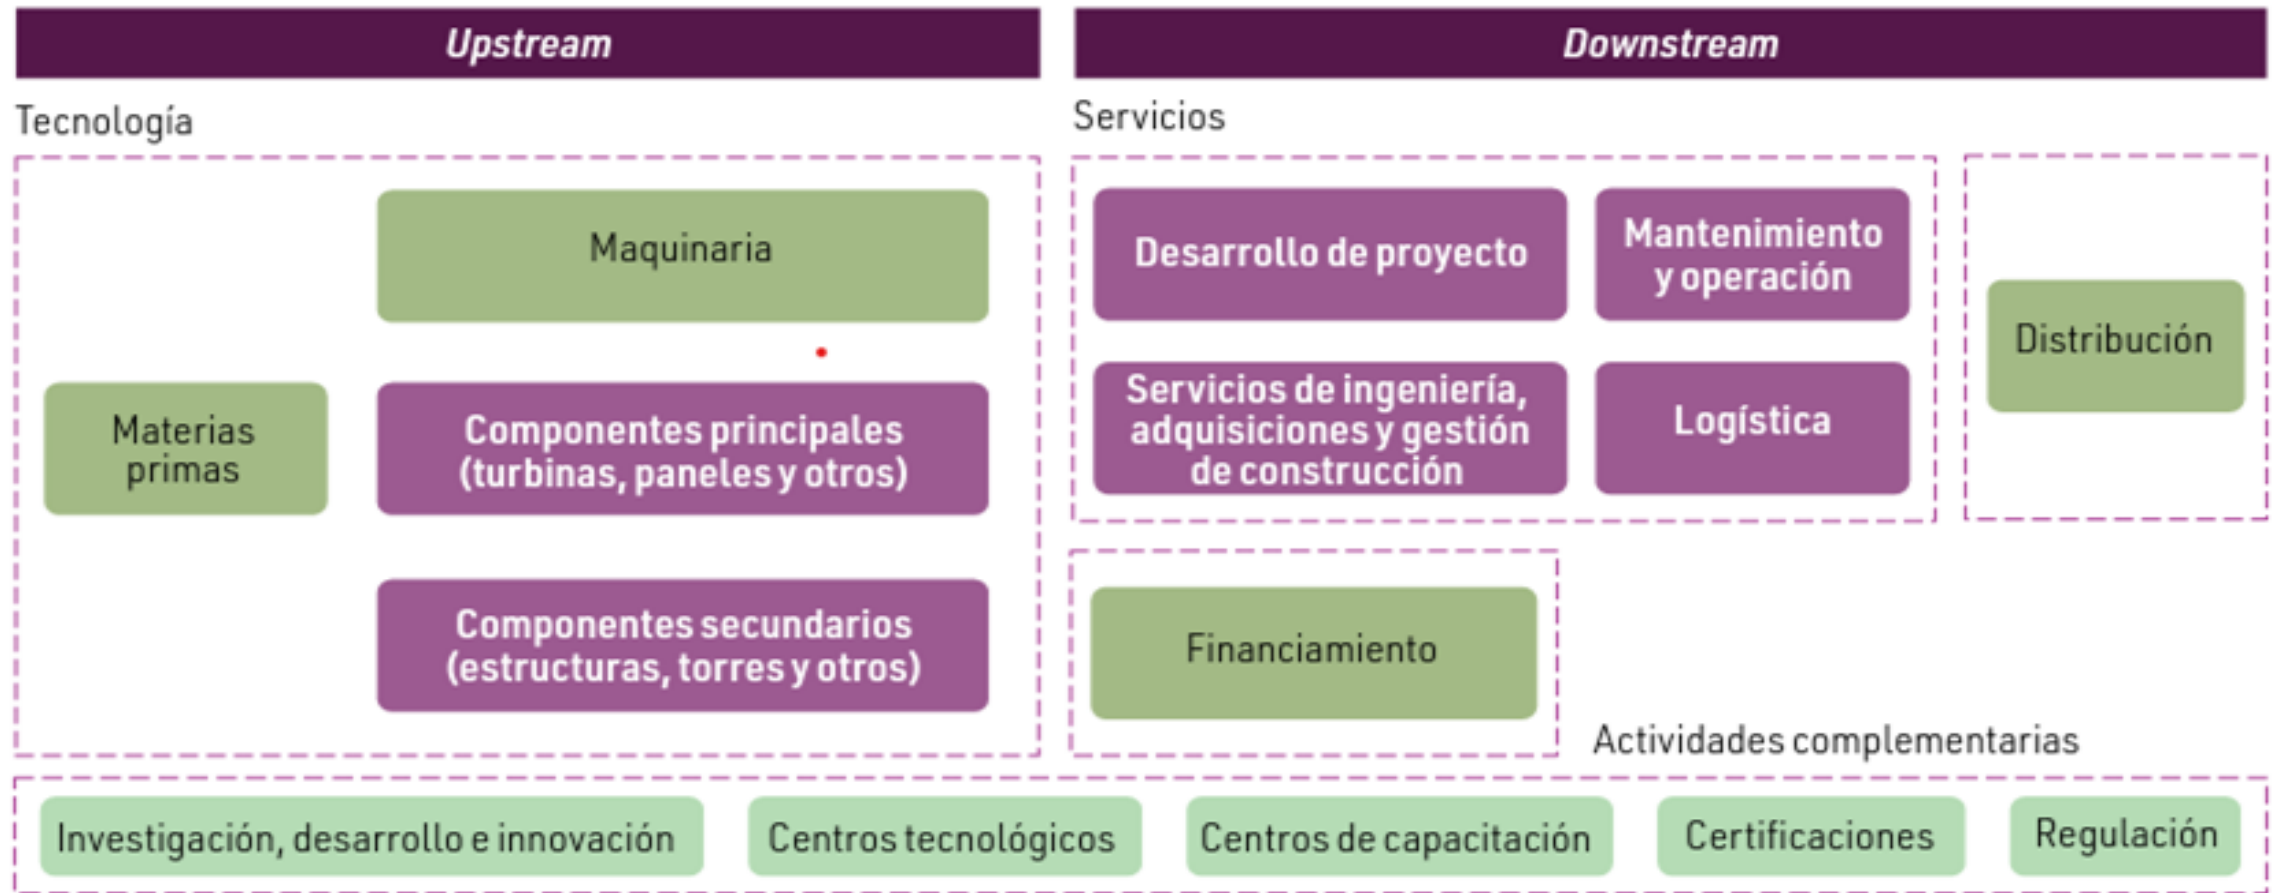 Upstream
Downstream
Tecnología
Servicios
Maquinaria
Materias
primas
Componentes principales
(turbinas, paneles y otros)
Componentes secundarios
(estructuras, torres y otros)
Desarrollo de proyecto
Mantenimiento
y operación
Servicios de ingeniería,
adquisiciones y gestión
de construcción
Logística
Distribución
Financiamiento
Actividades complementarias
Investigación, desarrollo e innovación
Centros tecnológicos
Centros de capacitación
Certificaciones
Regulación